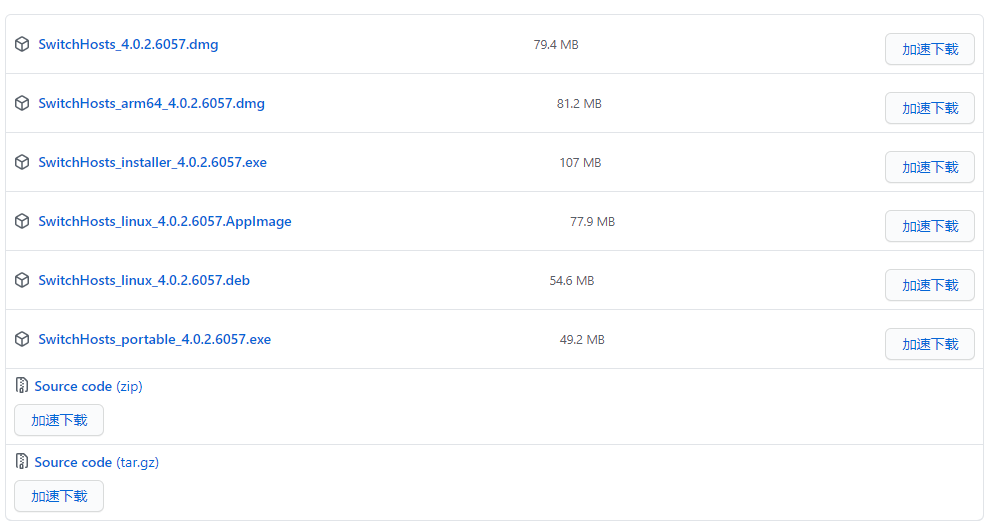 SwitchHosts_4.0.2.6057.dmg 79.4 MB 加速下载
SwitchHosts_arm64_4.0.2.6057.dmg 81.2 MB 加速下载
SwitchHosts_installer_4.0.2.6057.exe 107 MB 加速下载
SwitchHosts_linux_4.0.2.6057.AppImage 77.9 MB 加速下载
SwitchHosts_linux_4.0.2.6057.deb 54.6 MB 加速下载
SwitchHosts_portable_4.0.2.6057.exe 49.2 MB 加速下载
Source code (zip)
加速下载
Source code (tar.gz)
加速下载